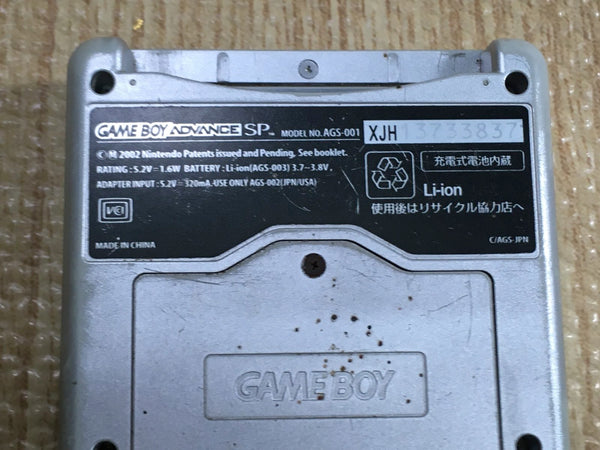 GAME BOY ADVANCE SP™ MODEL NO. AGS-001 XJH13733837
©M 2002 Nintendo Patents issued and Pending, See booklet.
RATING : 5.2V⎓1.6W BATTERY : Li-ion(AGS-003) 3.7⎓3.8V,
ADAPTER INPUT : 5.2V⎓320mA. USE ONLY AGS-002(JPN/USA)
MADE IN CHINA
充電式電池内蔵
Li-ion
使用後はリサイクル協力店へ
C/AGS-JPN
GAME BOY